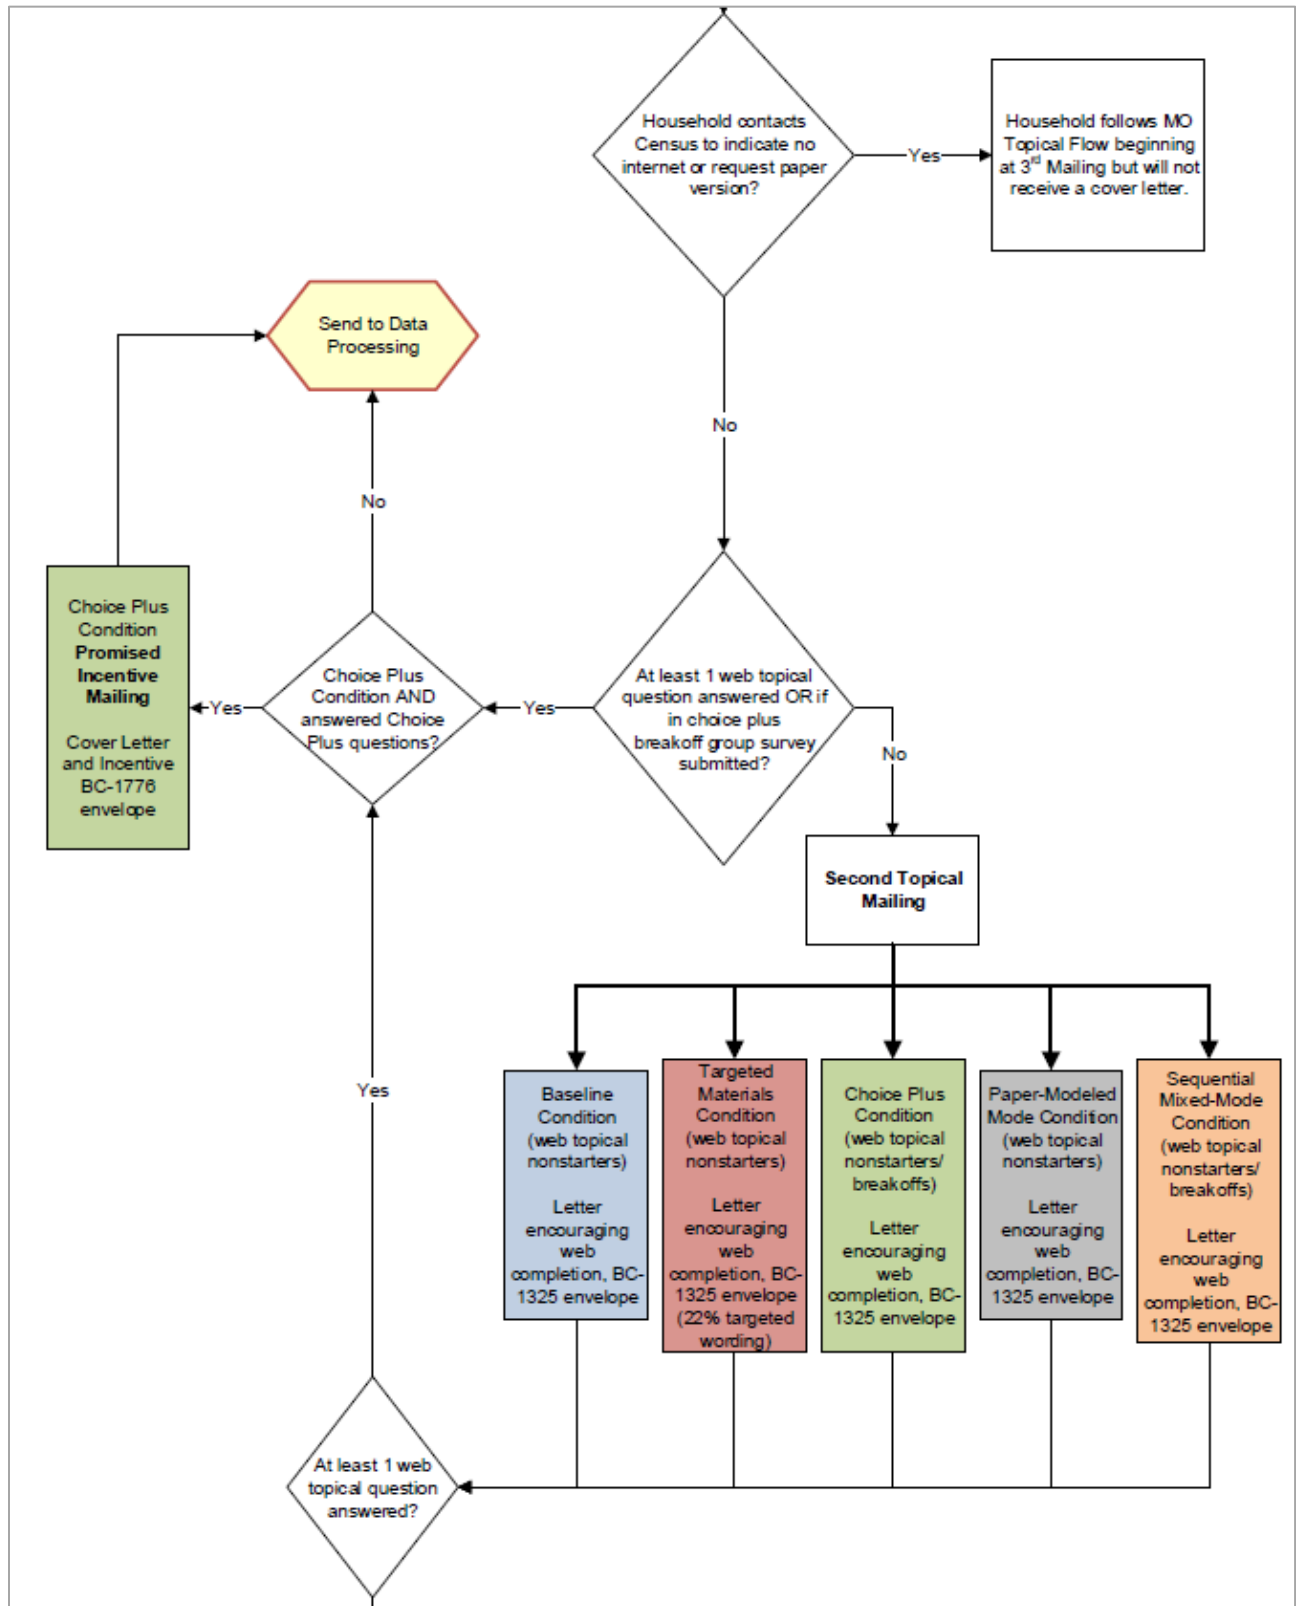 Household contacts
Census to indicate no
internet or request paper
version?
Yes
Household follows MO
Topical Flow beginning
at 3rd Mailing but will not
receive a cover letter.
No
Send to Data
Processing
No
Choice Plus
Condition
Promised
Incentive
Mailing
Cover Letter
and Incentive
BC-1776
envelope
Yes
Choice Plus
Condition AND
answered Choice
Plus questions?
Yes
At least 1 web topical
question answered OR if
in choice plus
breakoff group survey
submitted?
No
Second Topical
Mailing
Baseline
Condition
(web topical
nonstarters)
Letter
encouraging
web
completion, BC-
1325 envelope
Targeted
Materials
Condition
(web topical
nonstarters)
Letter
encouraging
web
completion, BC-
1325 envelope
(22% targeted
wording)
Choice Plus
Condition
(web topical
nonstarters/
breakoffs)
Letter
encouraging
web
completion, BC-
1325 envelope
Paper-Modeled
Mode Condition
(web topical
nonstarters)
Letter
encouraging
web
completion, BC-
1325 envelope
Sequential
Mixed-Mode
Condition
(web topical
nonstarters/
breakoffs)
Letter
encouraging
web
completion, BC-
1325 envelope
Yes
At least 1 web
topical question
answered?